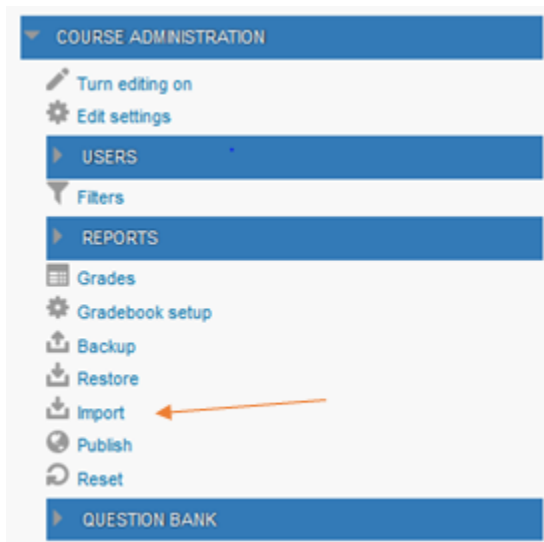 COURSE ADMINISTRATION
Turn editing on
Edit settings
USERS
Filters
REPORTS
Grades
Gradebook setup
Backup
Restore
Import
Publish
Reset
QUESTION BANK